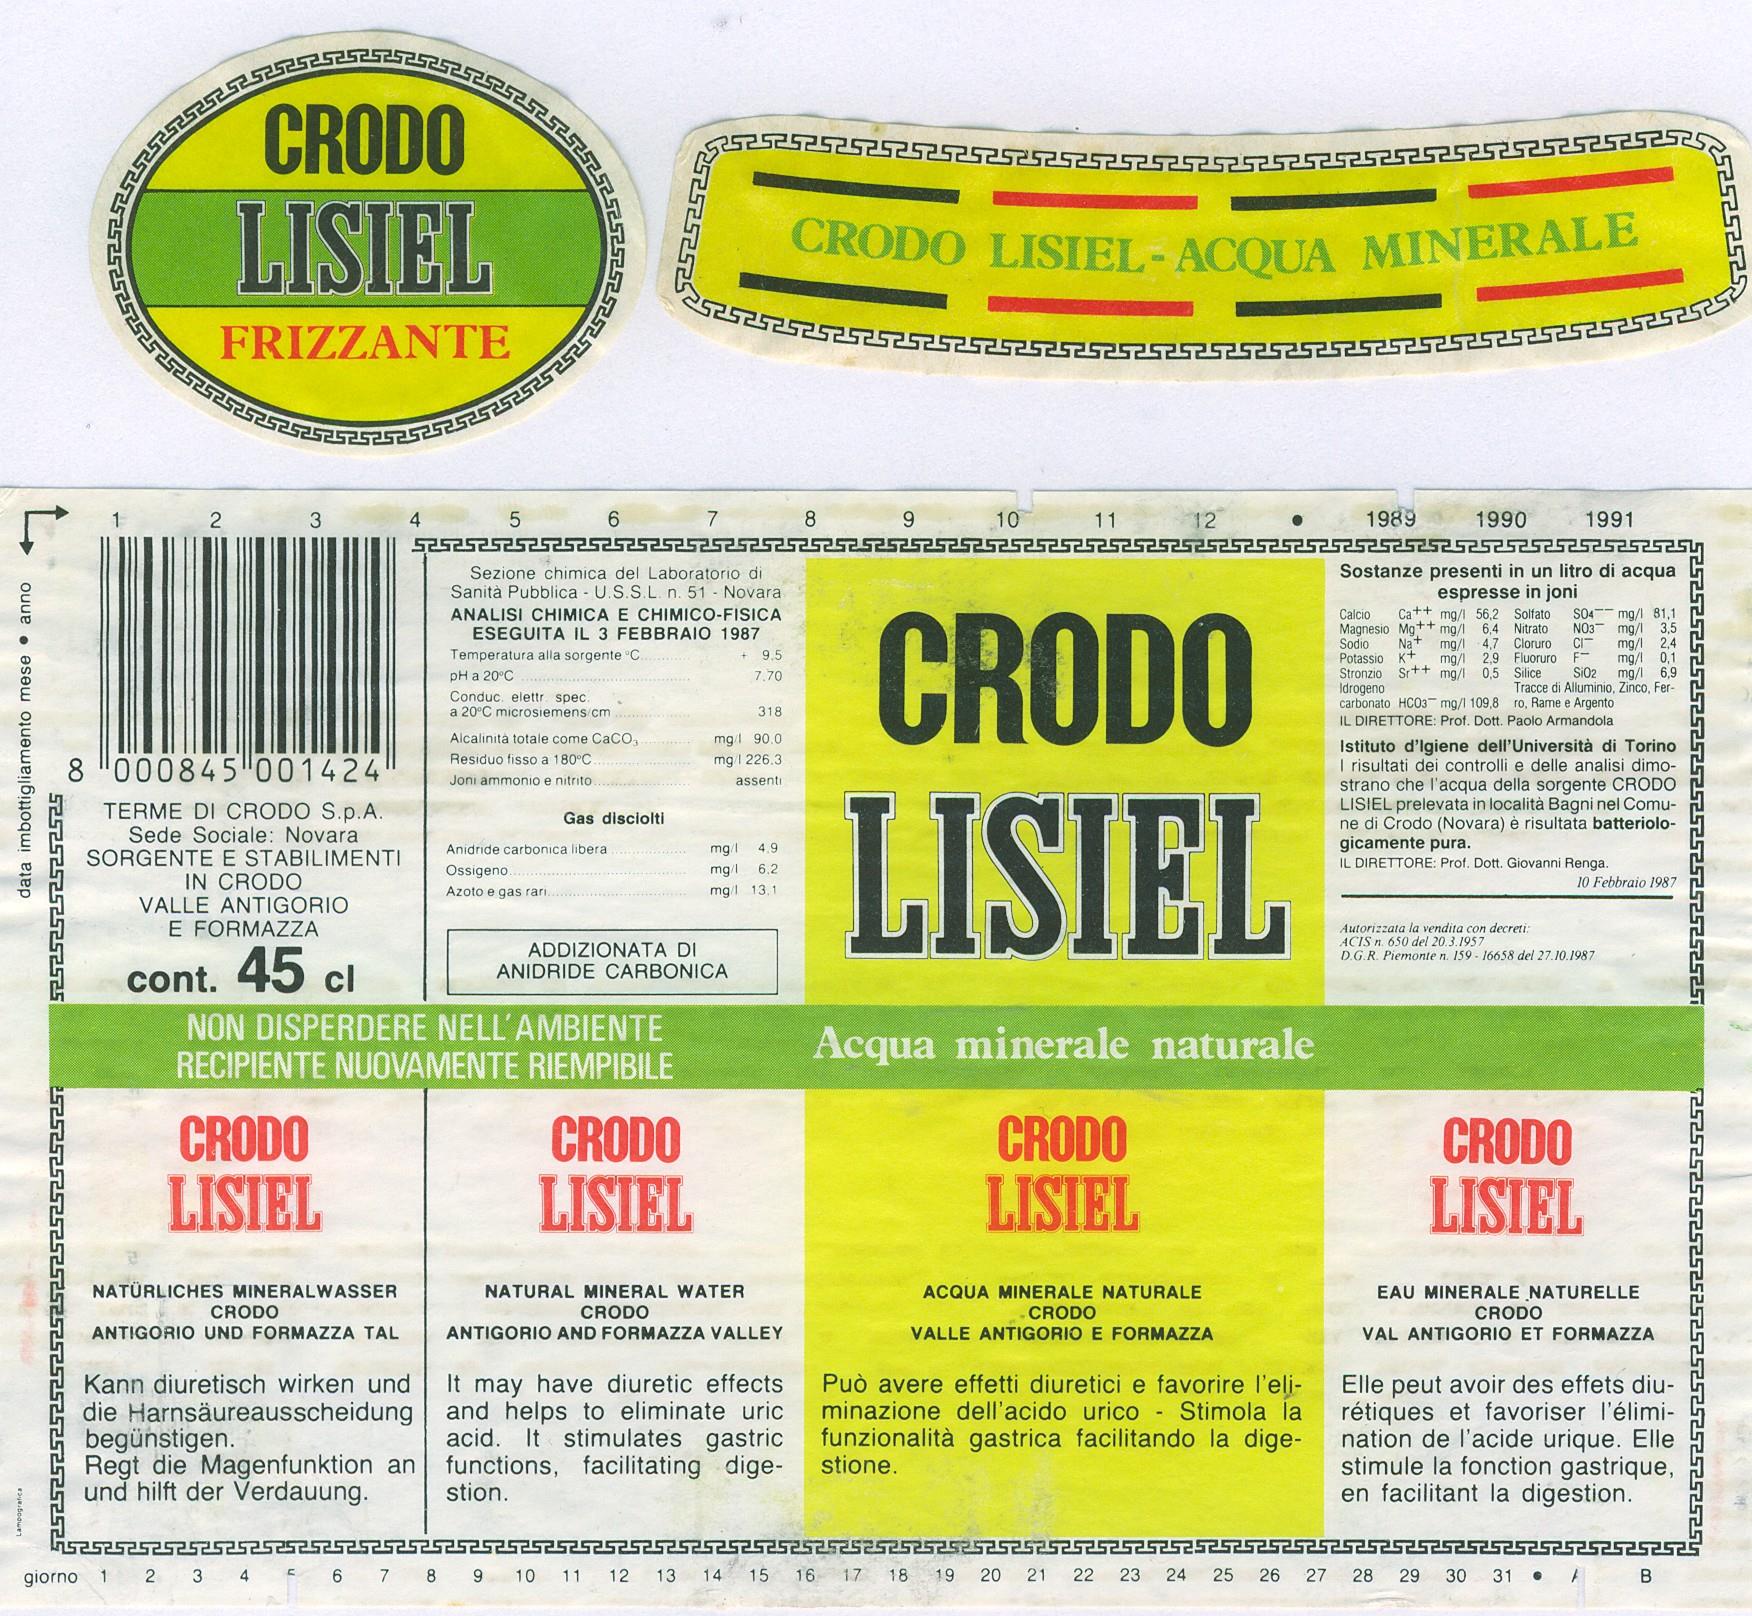 CRODO
LISIEL
FRIZZANTE
CRODO LISIEL - ACQUA MINERALE
1 2 3 4 5 6 7 8 9 10 11 12 • 1989 1990 1991
data imbottigliamento mese • anno
8 000845 001424
TERME DI CRODO S.p.A.
Sede Sociale: Novara
SORGENTE E STABILIMENTI
IN CRODO
VALLE ANTIGORIO
E FORMAZZA
cont. 45 cl
Sezione chimica del Laboratorio di
Sanità Pubblica - U.S.S.L. n. 51 - Novara
ANALISI CHIMICA E CHIMICO-FISICA
ESEGUITA IL 3 FEBBRAIO 1987
Temperatura alla sorgente °C.......... + 9.5
pH a 20°C .......... 7.70
Conduc. elettr. spec.
a 20°C microsiemens/cm .......... 318
Alcalinità totale come CaCO3 .......... mg/l 90.0
Residuo fisso a 180°C .......... mg/l 226.3
Joni ammonio e nitrito .......... assenti
Gas disciolti
Anidride carbonica libera .......... mg/l 4.9
Ossigeno .......... mg/l 6.2
Azoto e gas rari .......... mg/l 13.1
ADDIZIONATA DI
ANIDRIDE CARBONICA
CRODO
LISIEL
Sostanze presenti in un litro di acqua
espresse in joni
Calcio Ca++ mg/l 56,2 Solfato SO4-- mg/l 81,1
Magnesio Mg++ mg/l 6,4 Nitrato NO3- mg/l 3,5
Sodio Na+ mg/l 4,7 Cloruro Cl- mg/l 2,4
Potassio K+ mg/l 2,9 Fluoruro F- mg/l 0,1
Stronzio Sr++ mg/l 0,5 Silice SiO2 mg/l 6,9
Idrogeno Tracce di Alluminio, Zinco, Fer-
carbonato HCO3- mg/l 109,8 ro, Rame e Argento
IL DIRETTORE: Prof. Dott. Paolo Armandola
Istituto d'Igiene dell'Università di Torino
I risultati dei controlli e delle analisi dimo-
strano che l'acqua della sorgente CRODO
LISIEL prelevata in località Bagni nel Comu-
ne di Crodo (Novara) è risultata batteriolo-
gicamente pura.
IL DIRETTORE: Prof. Dott. Giovanni Renga.
10 Febbraio 1987
Autorizzata la vendita con decreti:
ACIS n. 650 del 20.3.1957
D.G.R. Piemonte n. 159 - 16658 del 27.10.1987
NON DISPERDERE NELL'AMBIENTE
RECIPIENTE NUOVAMENTE RIEMPIBILE
Acqua minerale naturale
CRODO
LISIEL
NATÜRLICHES MINERALWASSER
CRODO
ANTIGORIO UND FORMAZZA TAL
Kann diuretisch wirken und
die Harnsäureausscheidung
begünstigen.
Regt die Magenfunktion an
und hilft der Verdauung.
CRODO
LISIEL
NATURAL MINERAL WATER
CRODO
ANTIGORIO AND FORMAZZA VALLEY
It may have diuretic effects
and helps to eliminate uric
acid. It stimulates gastric
functions, facilitating dige-
stion.
CRODO
LISIEL
ACQUA MINERALE NATURALE
CRODO
VALLE ANTIGORIO E FORMAZZA
Può avere effetti diuretici e favorire l'eli-
minazione dell'acido urico - Stimola la
funzionalità gastrica facilitando la dige-
stione.
CRODO
LISIEL
EAU MINERALE NATURELLE
CRODO
VAL ANTIGORIO ET FORMAZZA
Elle peut avoir des effets diu-
rétiques et favoriser l'élimi-
nation de l'acide urique. Elle
stimule la fonction gastrique,
en facilitant la digestion.
Lampografica
giorno 1 2 3 4 5 6 7 8 9 10 11 12 13 14 15 16 17 18 19 20 21 22 23 24 25 26 27 28 29 30 31 • A B